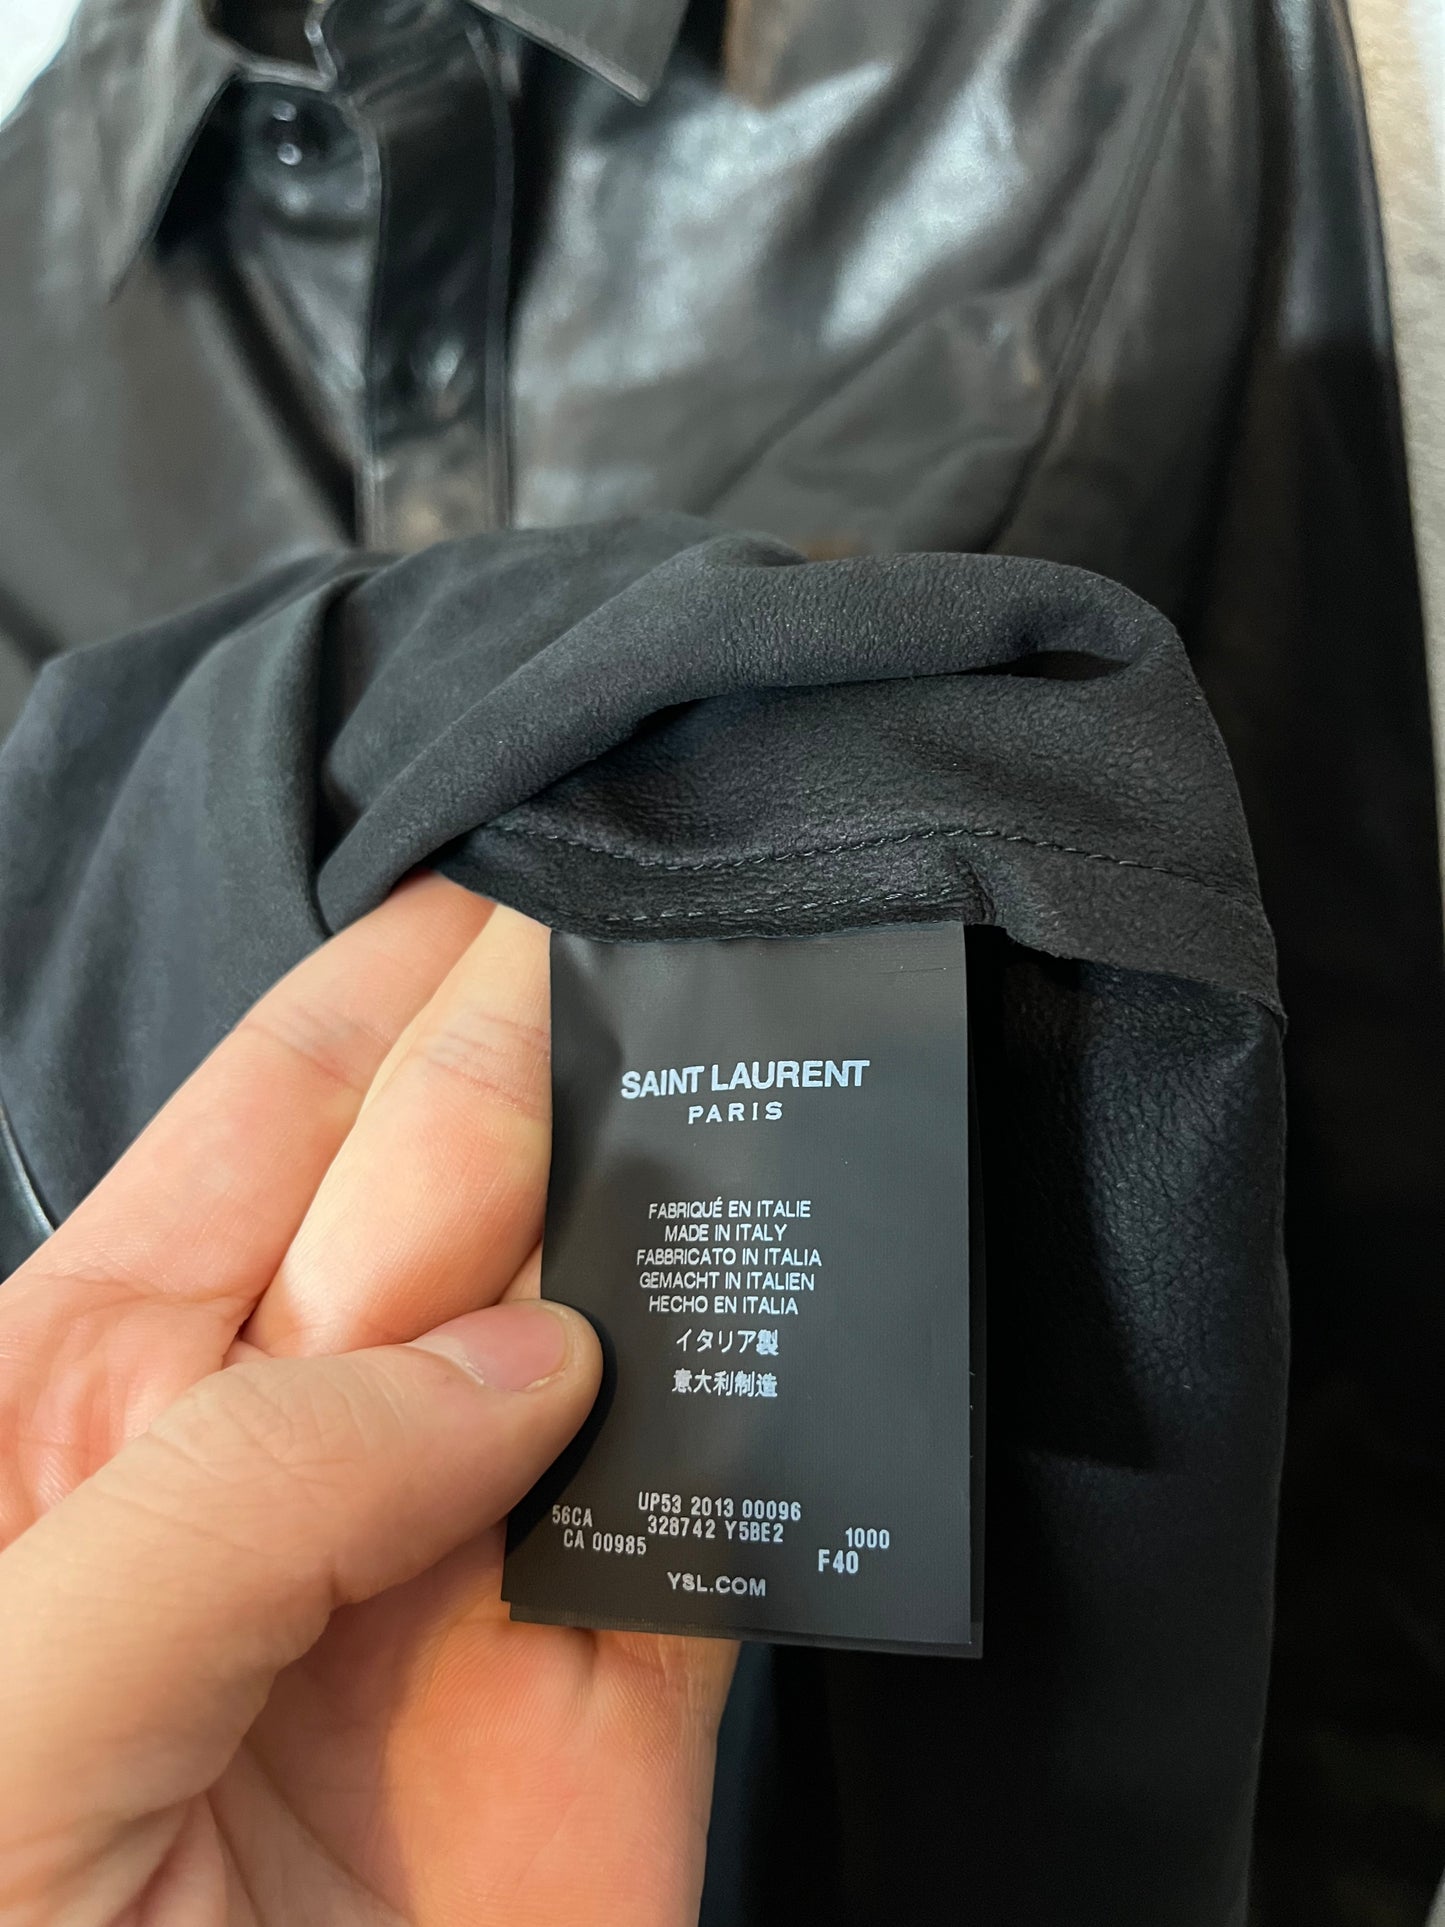 SAINT LAURENT
PARIS
FABRIQUÉ EN ITALIE
MADE IN ITALY
FABBRICATO IN ITALIA
GEMACHT IN ITALIEN
HECHO EN ITALIA
イタリア製
意大利制造
UP53 2013 00096
56CA 328742 Y5BE2 1000
CA 00985 F40
YSL.COM